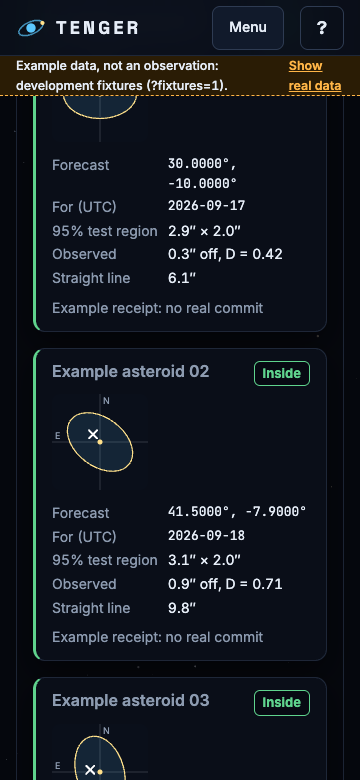 TENGER
Menu
?
Example data, not an observation:
development fixtures (?fixtures=1).
Show
real data
Forecast
30.0000°,
-10.0000°
For (UTC)
2026-09-17
95% test region
2.9″ × 2.0″
Observed
0.3″ off, D = 0.42
Straight line
6.1″
Example receipt: no real commit
Example asteroid 02
Inside
N
E
Forecast
41.5000°, -7.9000°
For (UTC)
2026-09-18
95% test region
3.1″ × 2.0″
Observed
0.9″ off, D = 0.71
Straight line
9.8″
Example receipt: no real commit
Example asteroid 03
Inside
N
E